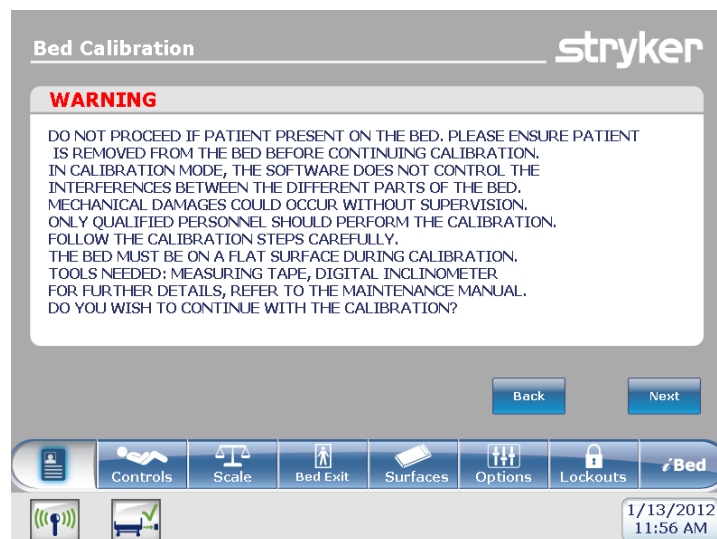 Bed Calibration
stryker
WARNING
DO NOT PROCEED IF PATIENT PRESENT ON THE BED. PLEASE ENSURE PATIENT
IS REMOVED FROM THE BED BEFORE CONTINUING CALIBRATION.
IN CALIBRATION MODE, THE SOFTWARE DOES NOT CONTROL THE
INTERFERENCES BETWEEN THE DIFFERENT PARTS OF THE BED.
MECHANICAL DAMAGES COULD OCCUR WITHOUT SUPERVISION.
ONLY QUALIFIED PERSONNEL SHOULD PERFORM THE CALIBRATION.
FOLLOW THE CALIBRATION STEPS CAREFULLY.
THE BED MUST BE ON A FLAT SURFACE DURING CALIBRATION.
TOOLS NEEDED: MEASURING TAPE, DIGITAL INCLINOMETER
FOR FURTHER DETAILS, REFER TO THE MAINTENANCE MANUAL.
DO YOU WISH TO CONTINUE WITH THE CALIBRATION?
Back
Next
Controls
Scale
Bed Exit
Surfaces
Options
Lockouts
iBed
1/13/2012
11:56 AM